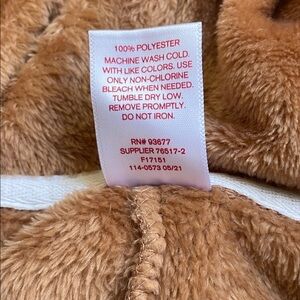 100% POLYESTER
MACHINE WASH COLD.
WITH LIKE COLORS. USE
ONLY NON-CHLORINE
BLEACH WHEN NEEDED.
TUMBLE DRY LOW.
REMOVE PROMPTLY.
DO NOT IRON.
RN# 93677
SUPPLIER 76517-2
F17151
114-0573 05/21